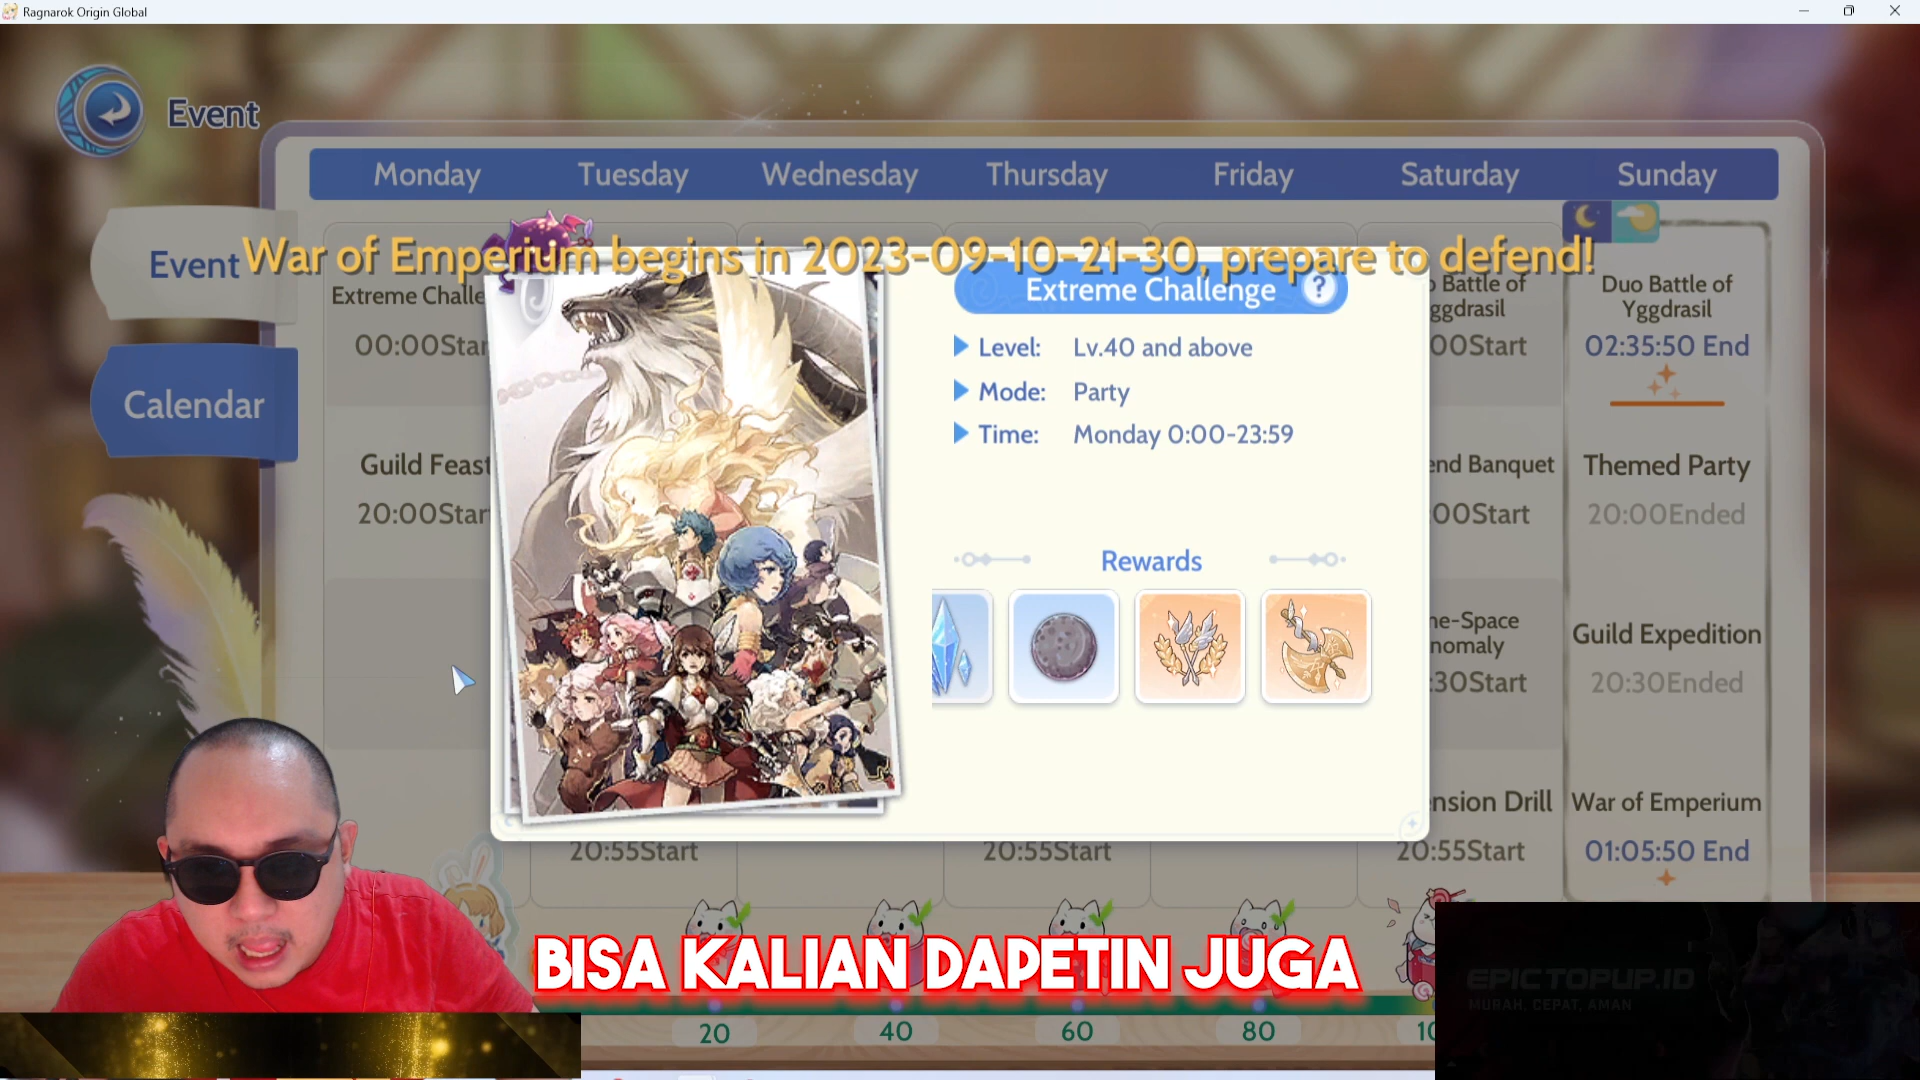 Ragnarok Origin Global
Event
Monday Tuesday Wednesday Thursday Friday Saturday Sunday
Event
War of Emperium begins in 2023-09-10-21-30, prepare to defend!
Calendar
Extreme Challe
00:00Star
Guild Feast
20:00Star
Extreme Challenge ?
Level: Lv.40 and above
Mode: Party
Time: Monday 0:00-23:59
Rewards
Battle of
ggdrasil
00Start
end Banquet
:00Start
ne-Space
nomaly
:30Start
ension Drill
20:55Start
20:55Start
20:55Start
Duo Battle of
Yggdrasil
02:35:50 End
Themed Party
20:00Ended
Guild Expedition
20:30Ended
War of Emperium
01:05:50 End
BISA KALIAN DAPETIN JUGA
20 40 60 80 10
EPICTOPUP.ID
MURAH, CEPAT, AMAN